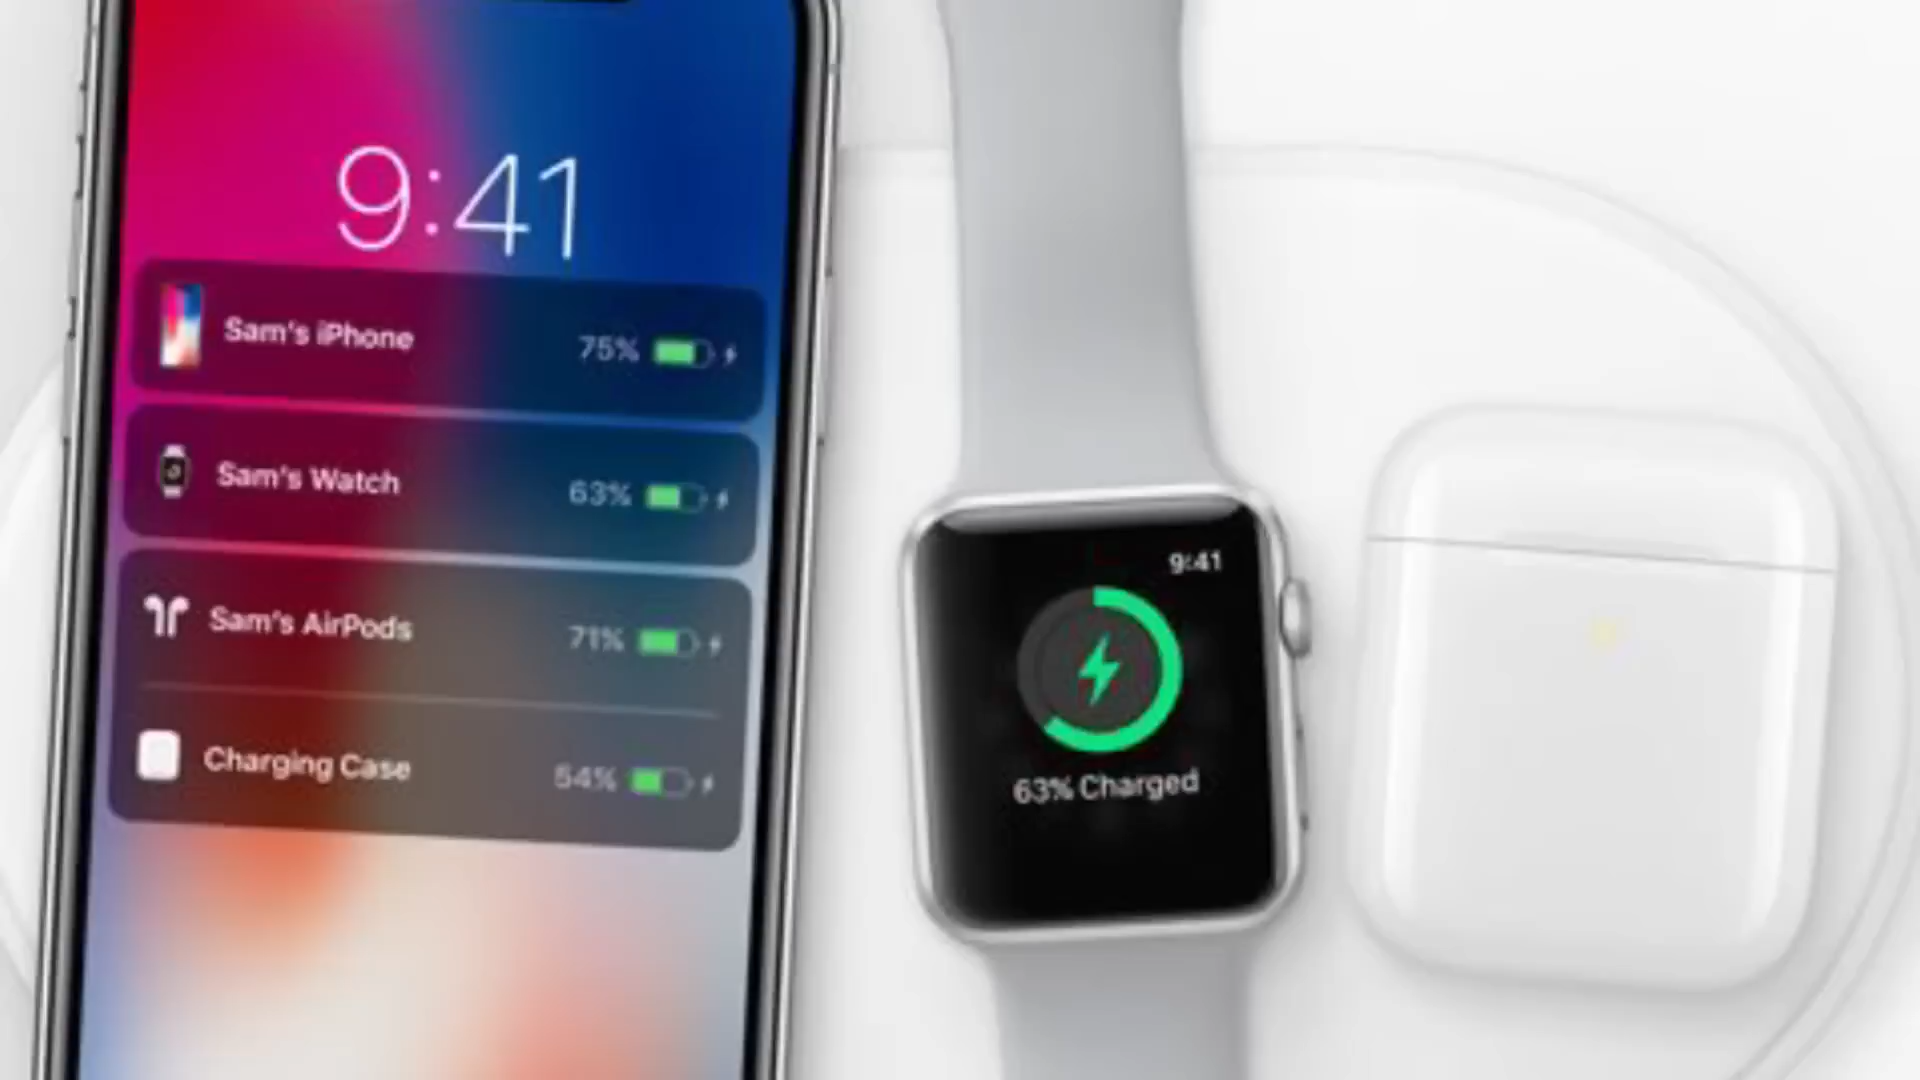 9:41
Sam's iPhone 75%
Sam's Watch 63%
Sam's AirPods 71%
Charging Case 54%
9:41
63% Charged